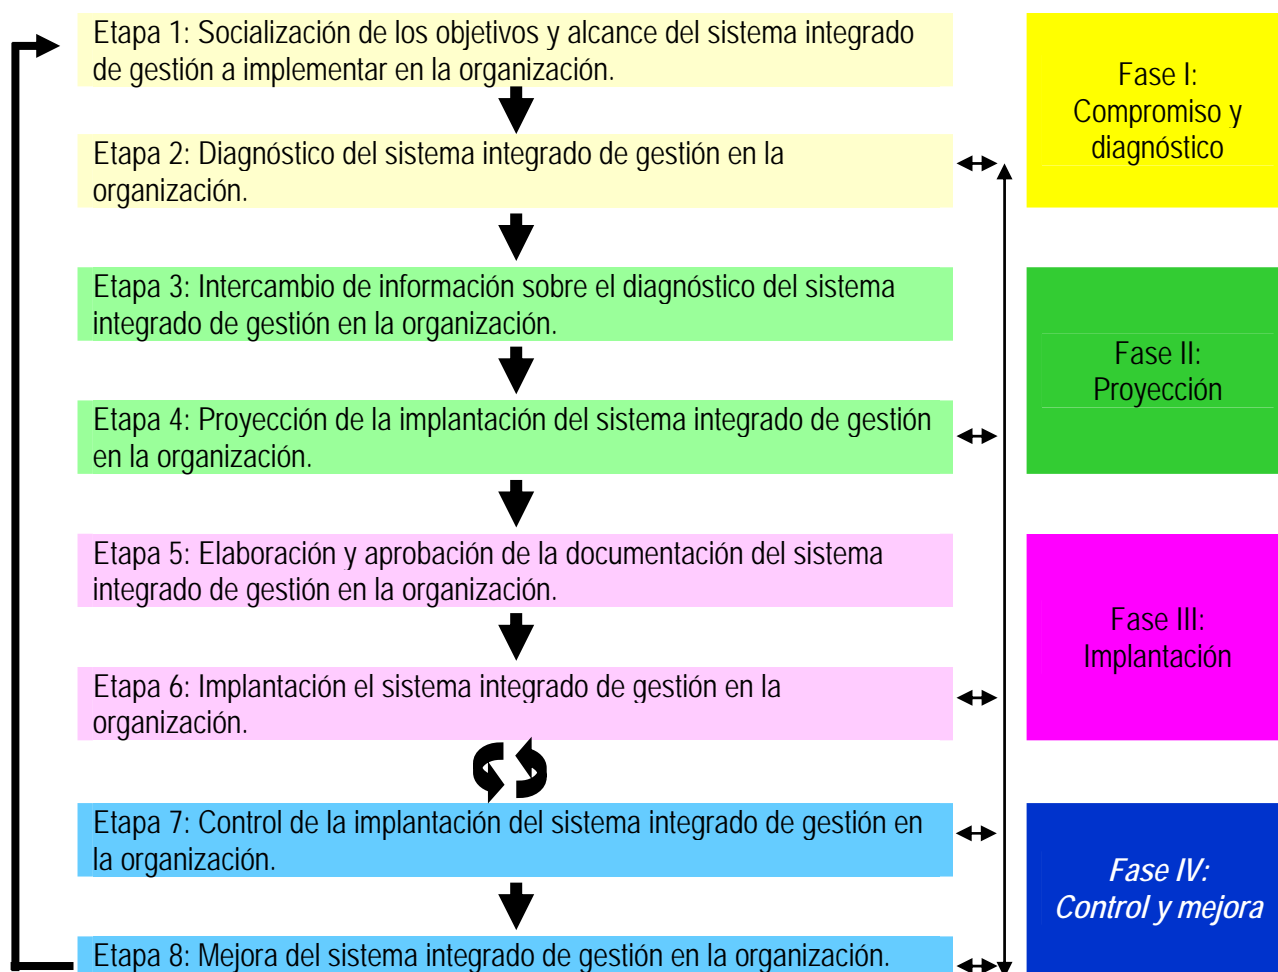 Etapa 1: Socialización de los objetivos y alcance del sistema integrado
de gestión a implementar en la organización.
Fase I:
Compromiso y
diagnóstico
Etapa 2: Diagnóstico del sistema integrado de gestión en la
organización.
Etapa 3: Intercambio de información sobre el diagnóstico del sistema
integrado de gestión en la organización.
Fase II:
Proyección
Etapa 4: Proyección de la implantación del sistema integrado de gestión
en la organización.
Etapa 5: Elaboración y aprobación de la documentación del sistema
integrado de gestión en la organización.
Fase III:
Implantación
Etapa 6: Implantación el sistema integrado de gestión en la
organización.
Etapa 7: Control de la implantación del sistema integrado de gestión en
la organización.
Fase IV:
Control y mejora
Etapa 8: Mejora del sistema integrado de gestión en la organización.